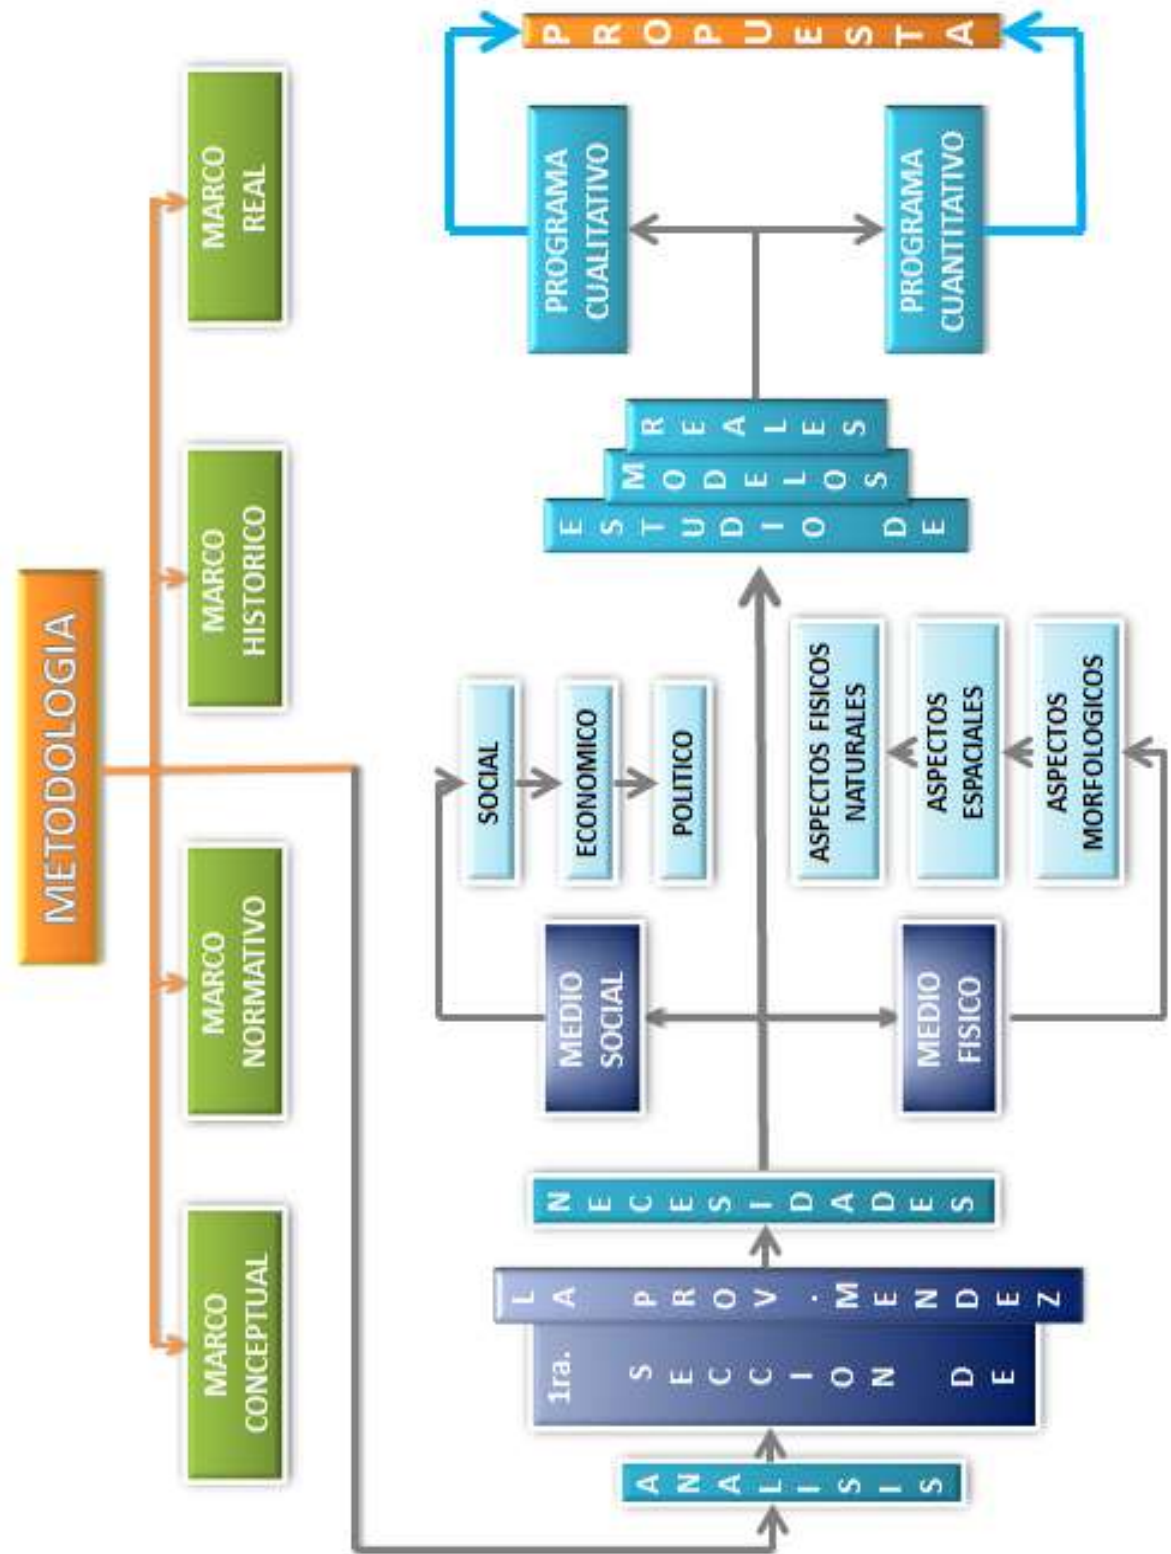 METODOLOGIA
MARCO
CONCEPTUAL
MARCO
NORMATIVO
MARCO
HISTORICO
MARCO
REAL
ANALISIS
1ra. SECCION DE
LA PROV.MENDEZ
NECESIDADES
MEDIO
SOCIAL
SOCIAL
ECONOMICO
POLITICO
MEDIO
FISICO
ASPECTOS FISICOS
NATURALES
ASPECTOS
ESPACIALES
ASPECTOS
MORFOLOGICOS
ESTUDIO DE
MODELOS
REALES
PROGRAMA
CUALITATIVO
PROGRAMA
CUANTITATIVO
PROPUESTA